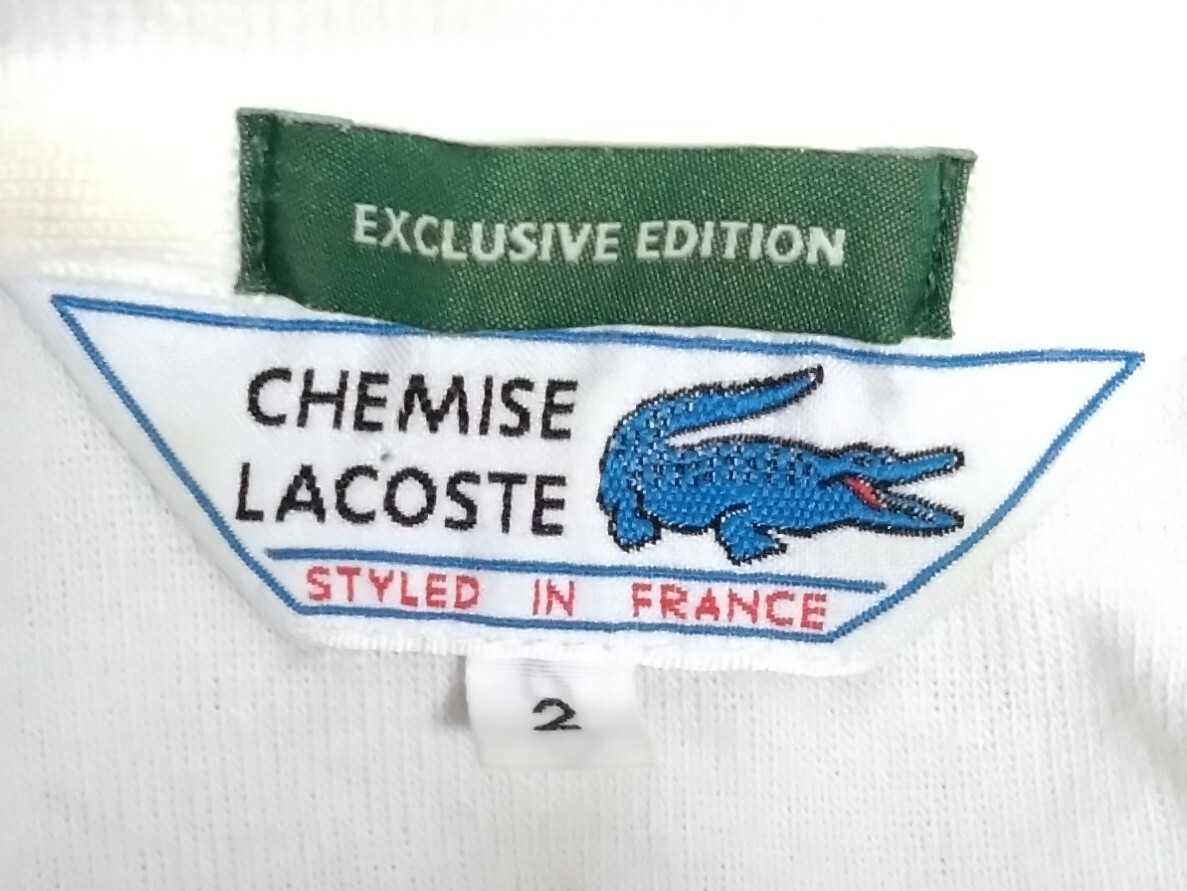 EXCLUSIVE EDITION
CHEMISE
LACOSTE
STYLED IN FRANCE
2